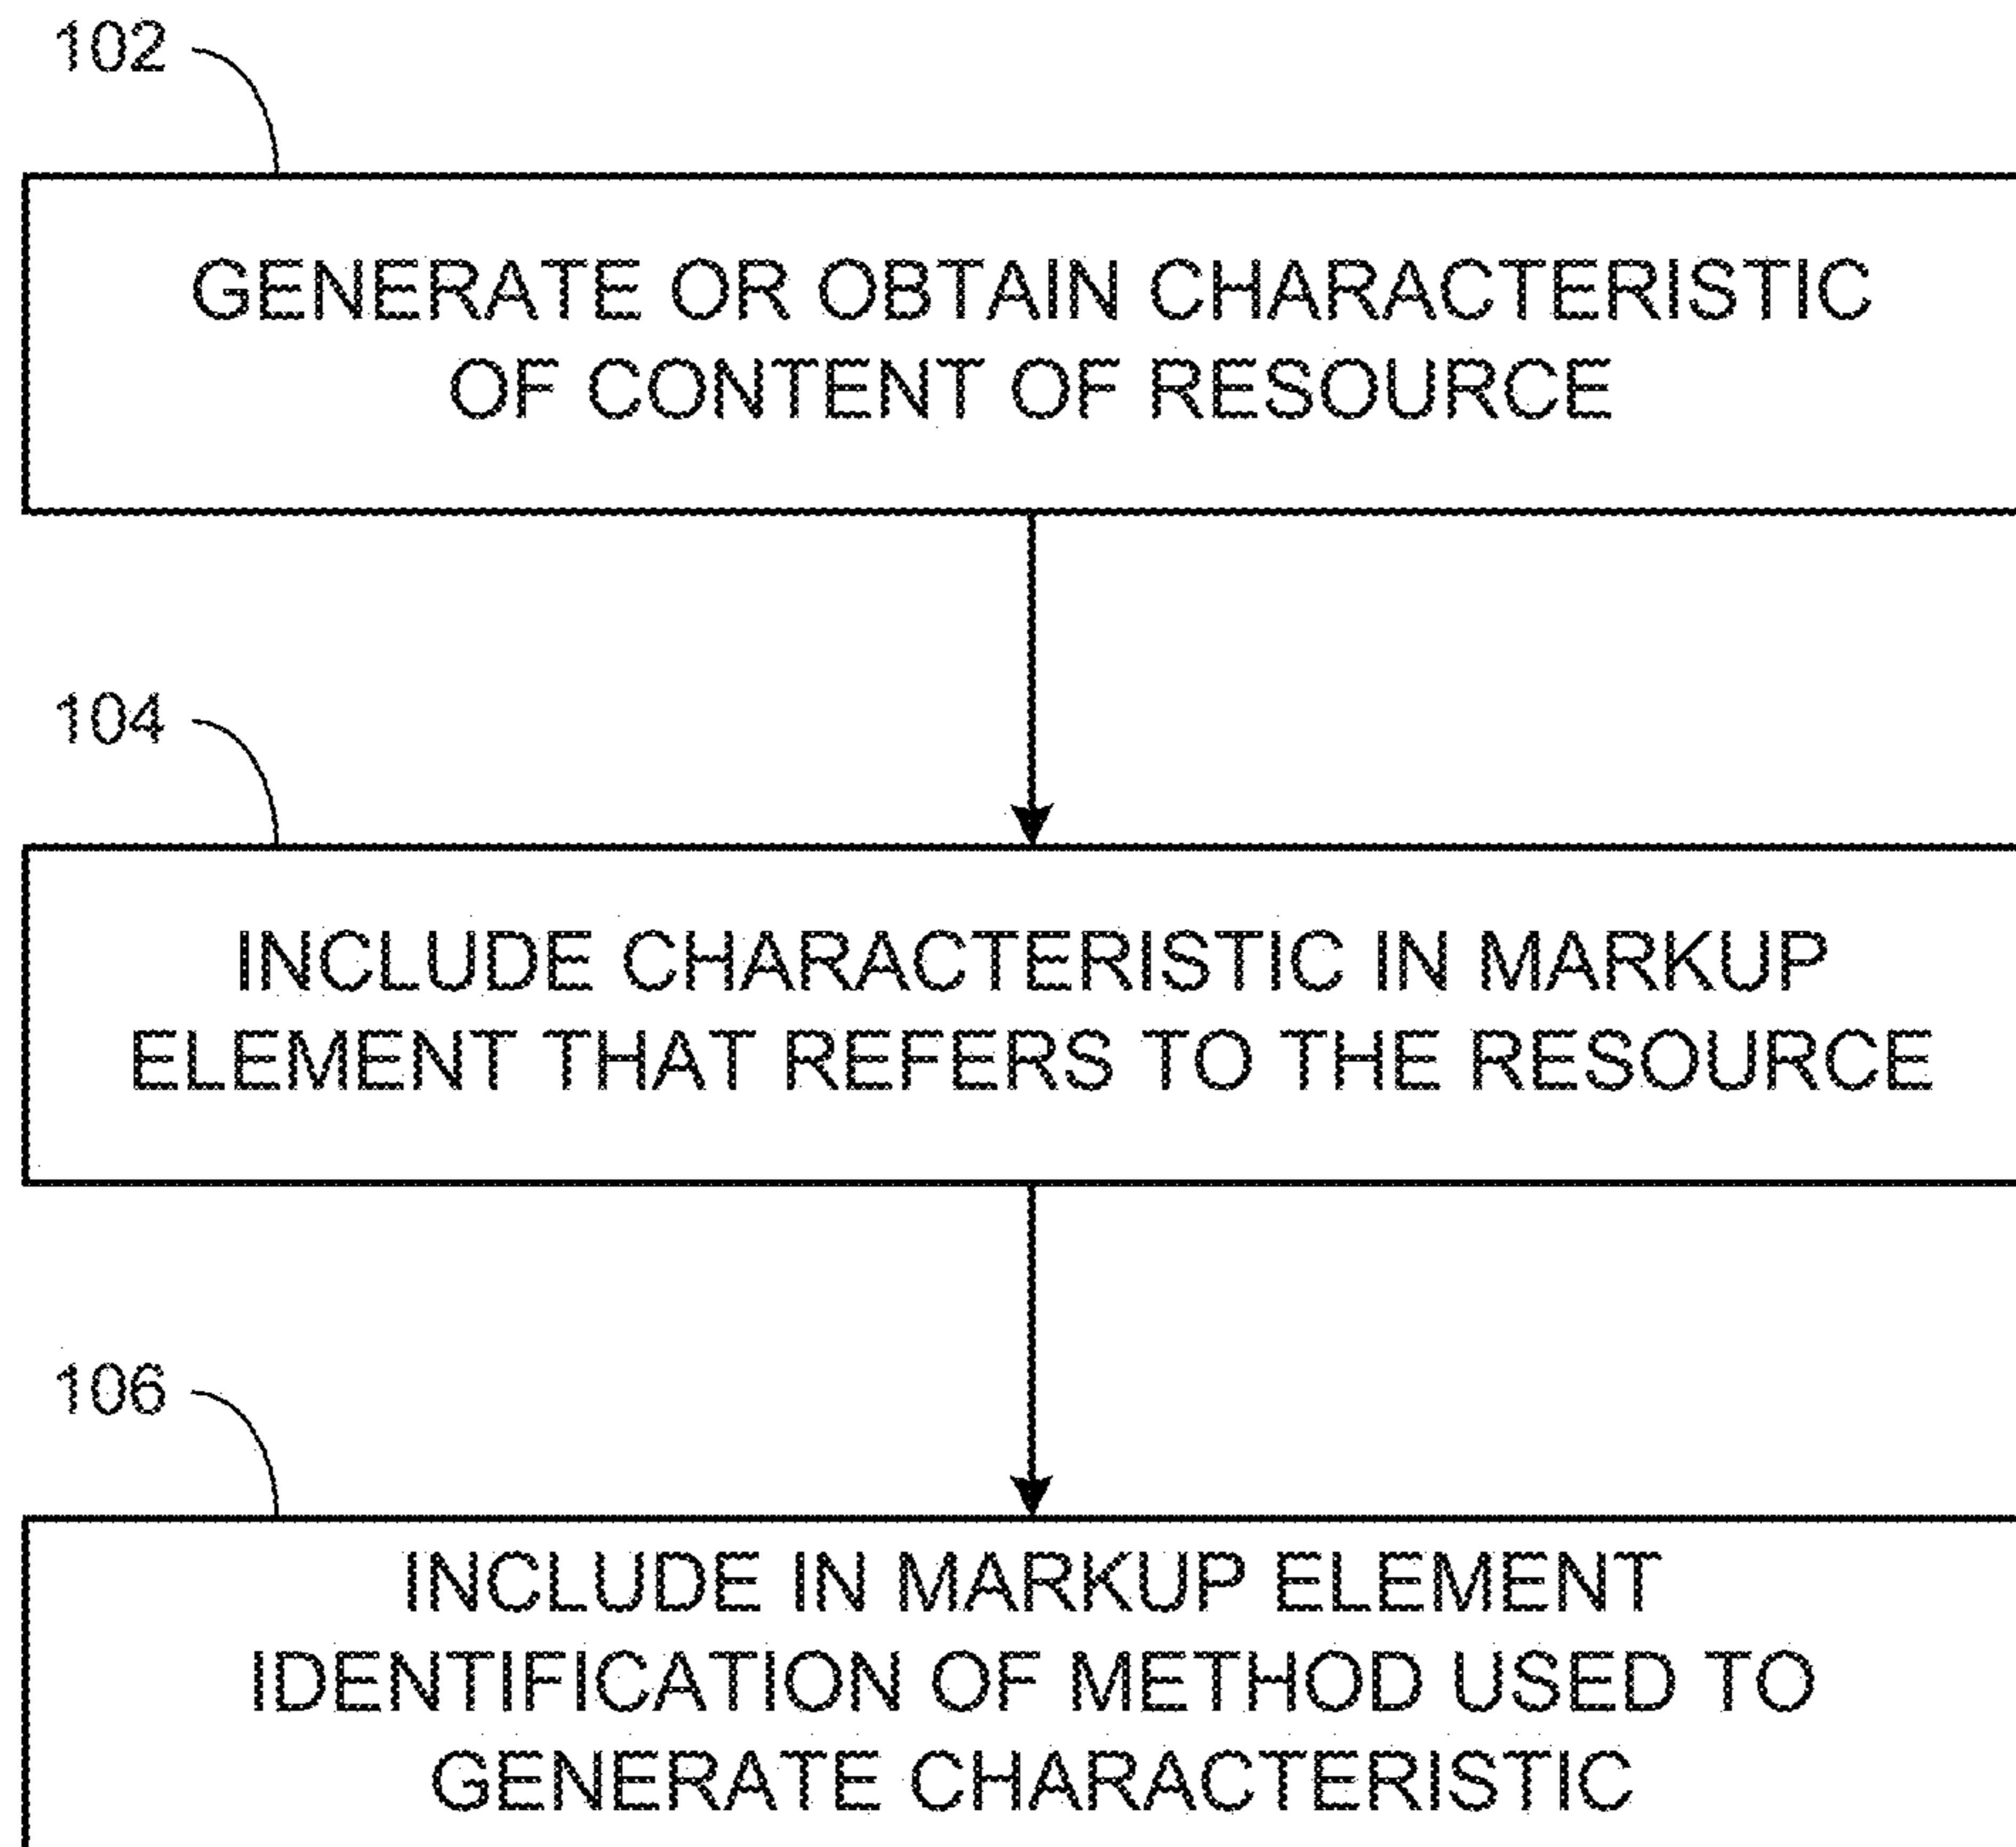 102
GENERATE OR OBTAIN CHARACTERISTIC
OF CONTENT OF RESOURCE
104
INCLUDE CHARACTERISTIC IN MARKUP
ELEMENT THAT REFERS TO THE RESOURCE
106
INCLUDE IN MARKUP ELEMENT
IDENTIFICATION OF METHOD USED TO
GENERATE CHARACTERISTIC